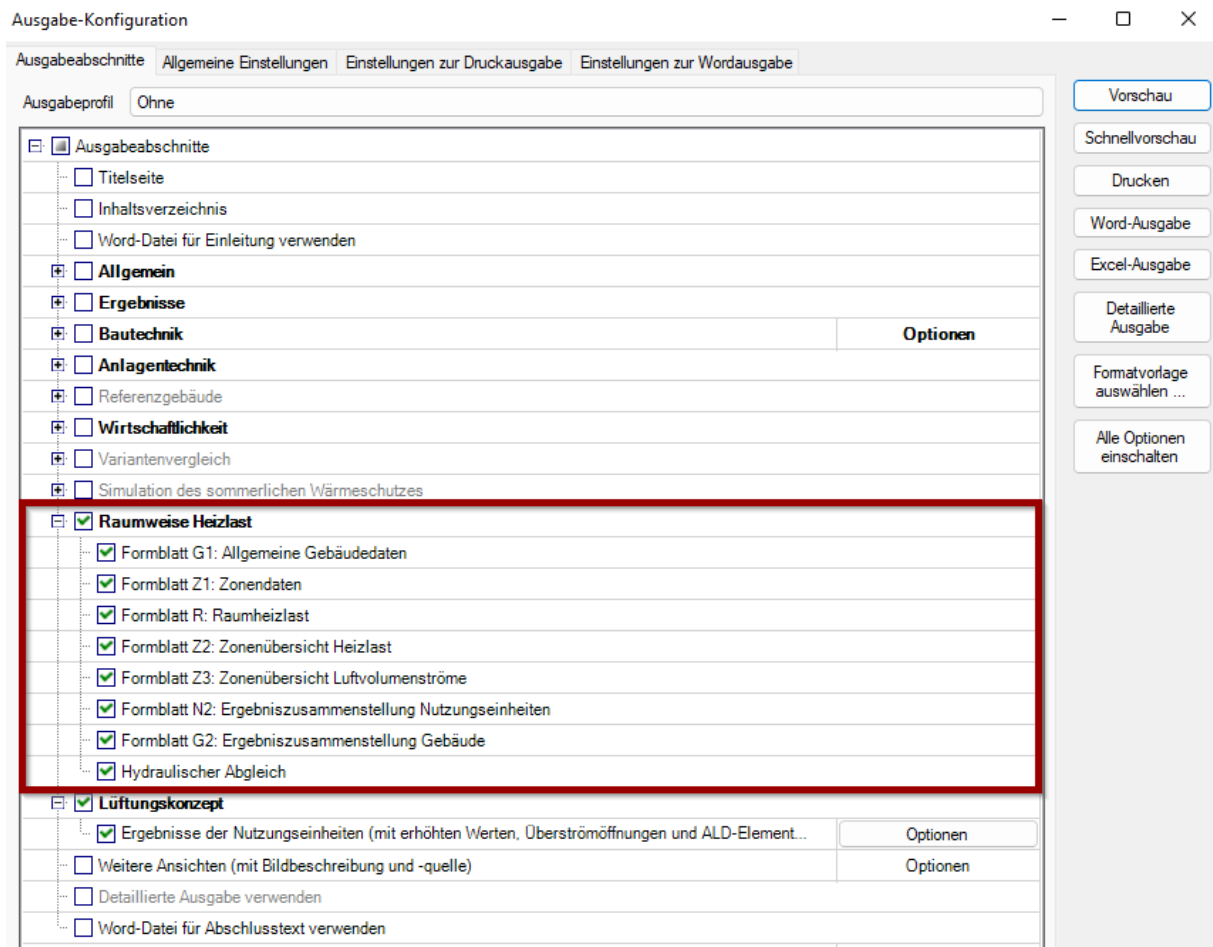 Ausgabe-Konfiguration
Ausgabeabschnitte Allgemeine Einstellungen Einstellungen zur Druckausgabe Einstellungen zur Wordausgabe
Ausgabeprofil Ohne
Ausgabeabschnitte
Titelseite
Inhaltsverzeichnis
Word-Datei für Einleitung verwenden
Allgemein
Ergebnisse
Bautechnik Optionen
Anlagentechnik
Referenzgebäude
Wirtschaftlichkeit
Variantenvergleich
Simulation des sommerlichen Wärmeschutzes
Raumweise Heizlast
Formblatt G1: Allgemeine Gebäudedaten
Formblatt Z1: Zonendaten
Formblatt R: Raumheizlast
Formblatt Z2: Zonenübersicht Heizlast
Formblatt Z3: Zonenübersicht Luftvolumenströme
Formblatt N2: Ergebniszusammenstellung Nutzungseinheiten
Formblatt G2: Ergebniszusammenstellung Gebäude
Hydraulischer Abgleich
Lüftungskonzept
Ergebnisse der Nutzungseinheiten (mit erhöhten Werten, Überströmöffnungen und ALD-Element... Optionen
Weitere Ansichten (mit Bildbeschreibung und -quelle) Optionen
Detaillierte Ausgabe verwenden
Word-Datei für Abschlusstext verwenden
Vorschau
Schnellvorschau
Drucken
Word-Ausgabe
Excel-Ausgabe
Detaillierte
Ausgabe
Formatvorlage
auswählen ...
Alle Optionen
einschalten